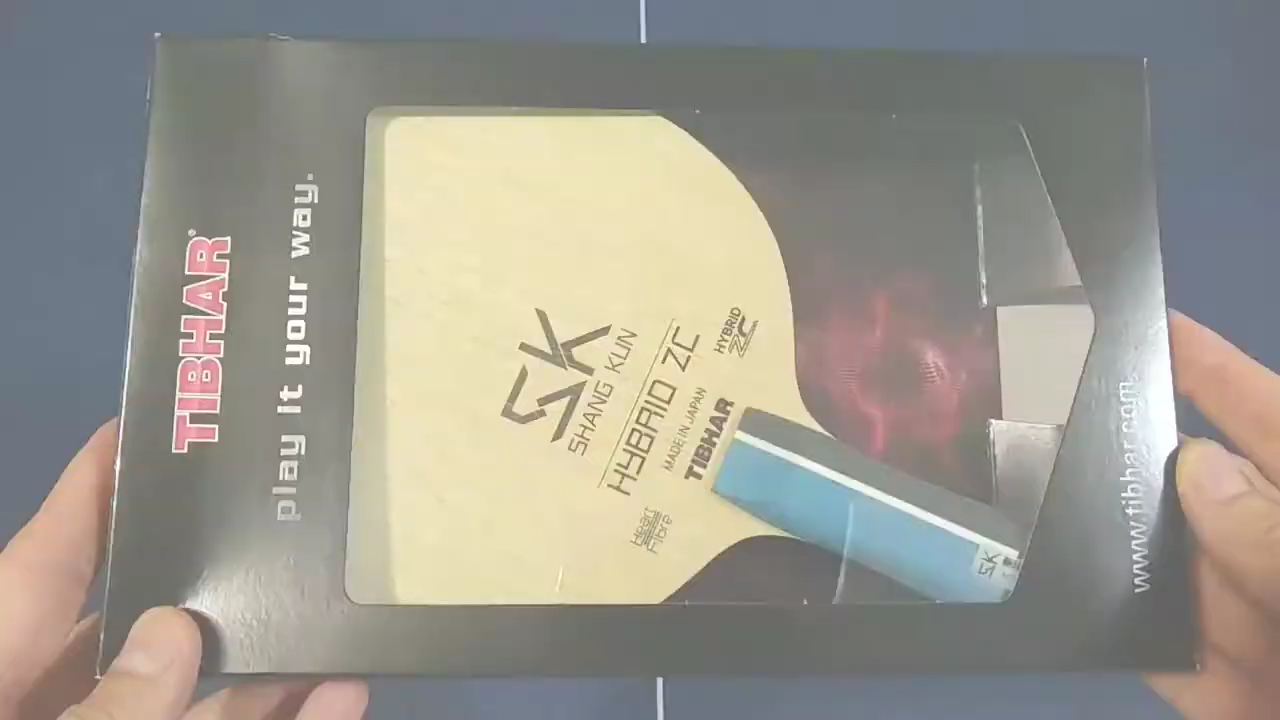 TIBHAR®
play it your way.
SK
SHANG KUN
HYBRID ZC
HYBRID
ZC
MADE IN JAPAN
TIBHAR
Heart
Fibre
SK
www.tibhar.com